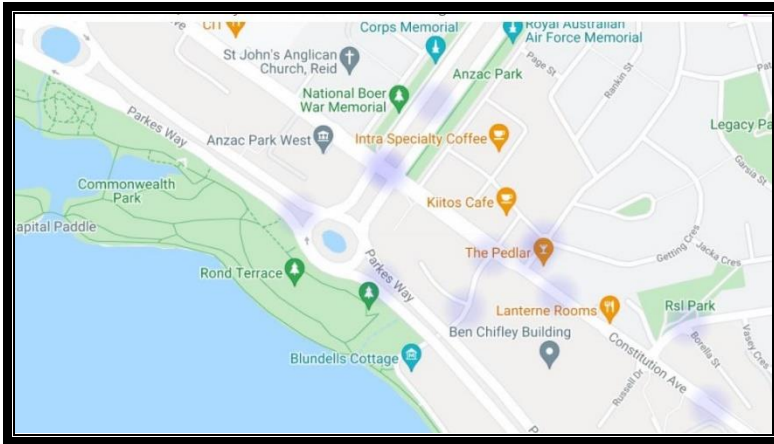 CIT
Corps Memorial
Royal Australian
Air Force Memorial
St John's Anglican
Church, Reid
Anzac Park
Page St
Rankin St
National Boer
War Memorial
Parkes Way
Anzac Park West
Intra Specialty Coffee
Legacy Pa
Garsia St
Commonwealth
Park
Kiitos Cafe
apital Paddle
The Pedlar
Getting Cres
Jacka Cres
Rond Terrace
Parkes Way
Lanterne Rooms
Rsl Park
Ben Chifley Building
Constitution Ave
Borella St
Vasey Cres
Blundells Cottage
Russell Dr